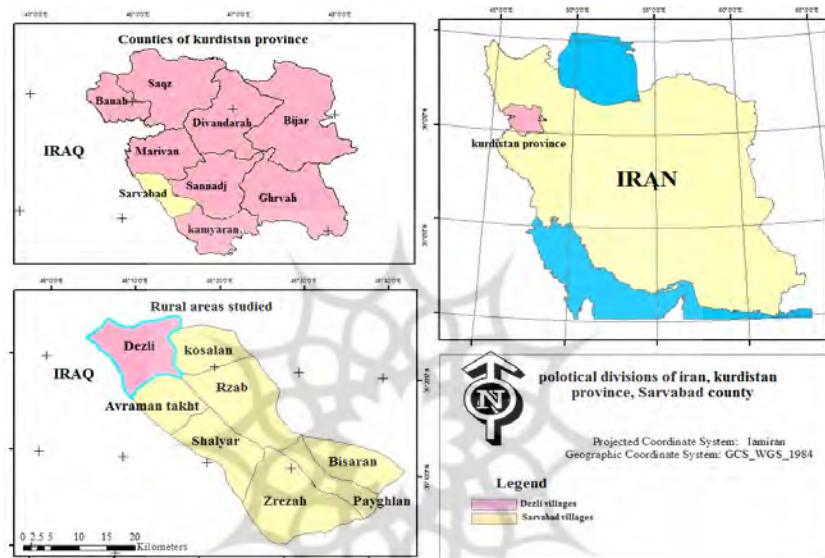 Counties of kurdistsn province
Saqz
Banah
Divandarah
Bijar
IRAQ
Marivan
Sarvabad
Sannadj
Ghrvah
kamyaran
kurdistan province
IRAN
Rural areas studied
Dezli
kosalan
IRAQ
Rzab
Avraman takht
Shalyar
Bisaran
Zrezah
Payghlan
0 2.5 5 10 15 20
Kilometers
N
polotical divisions of iran, kurdistan
province, Sarvabad county
Projected Coordinate System: Iamiran
Geographic Coordinate System: GCS_WGS_1984
Legend
Dezli villages
Sarvabad villages